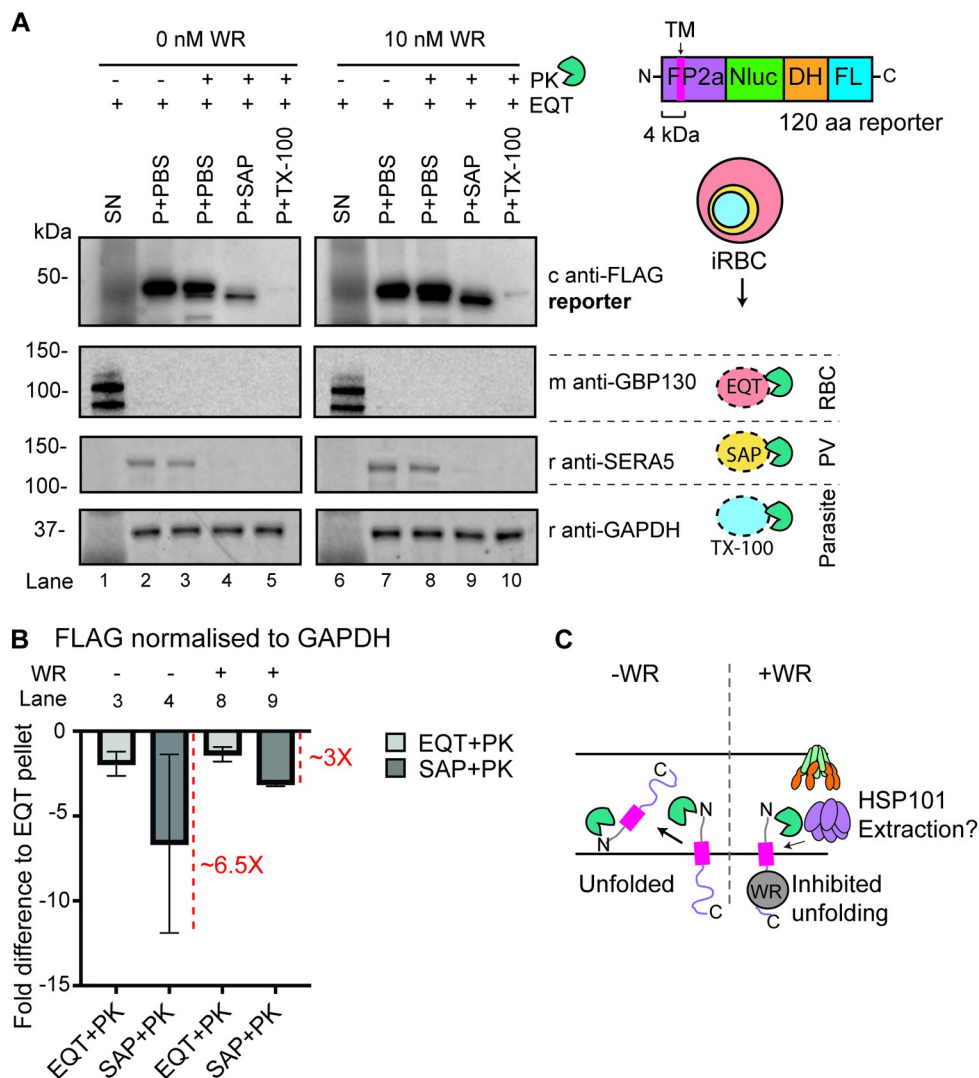 A
0 nM WR
10 nM WR
- - + + +
- - + + + PK
+ + + + +
+ + + + + EQT
SN P+PBS P+PBS P+SAP P+TX-100
SN P+PBS P+PBS P+SAP P+TX-100
kDa
50-
c anti-FLAG
reporter
150-
100-
m anti-GBP130
150-
100-
r anti-SERA5
37-
r anti-GAPDH
Lane 1 2 3 4 5 6 7 8 9 10
TM
N- FP2a Nluc DH FL -C
4 kDa
120 aa reporter
iRBC
EQT
RBC
SAP
PV
TX-100
Parasite
B FLAG normalised to GAPDH
WR - - + +
Lane 3 4 8 9
Fold difference to EQT pellet
0
-5
-10
-15
~6.5X
~3X
EQT+PK
SAP+PK
EQT+PK
SAP+PK
EQT+PK
SAP+PK
C
-WR +WR
C
N
N
N
HSP101
Extraction?
Unfolded
C
WR
C
Inhibited
unfolding